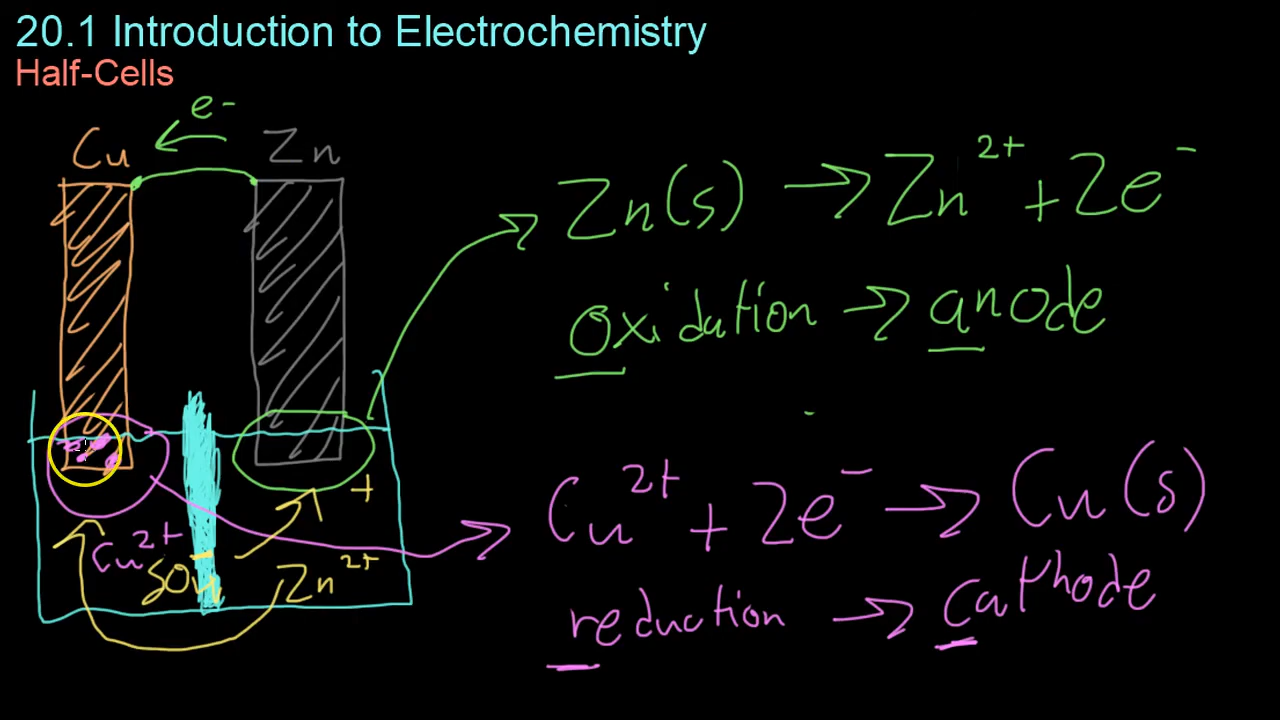 20.1 Introduction to Electrochemistry
Half-Cells
e-
Cu
Zn
Zn(s) → Zn²⁺ + 2e⁻
oxidation → anode
Cu²⁺ + 2e⁻ → Cu(s)
reduction → cathode
+
Cu²⁺
SO₄
Zn²⁺